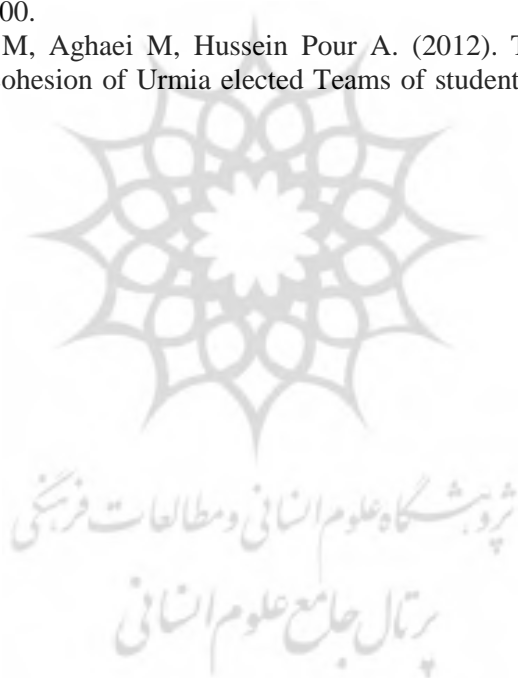 00.
M, Aghaei M, Hussein Pour A. (2012). T
ohesion of Urmia elected Teams of student
پژوهشگاه علوم انسانی و مطالعات فرهنگی
پرتال جامع علوم انسانی